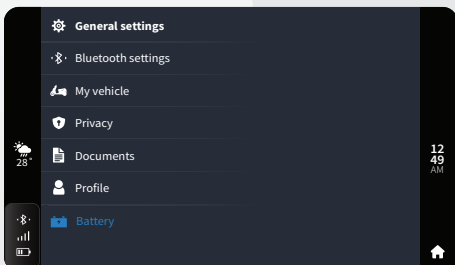 General settings
Bluetooth settings
My vehicle
Privacy
Documents
Profile
Battery
28°
12
49
AM